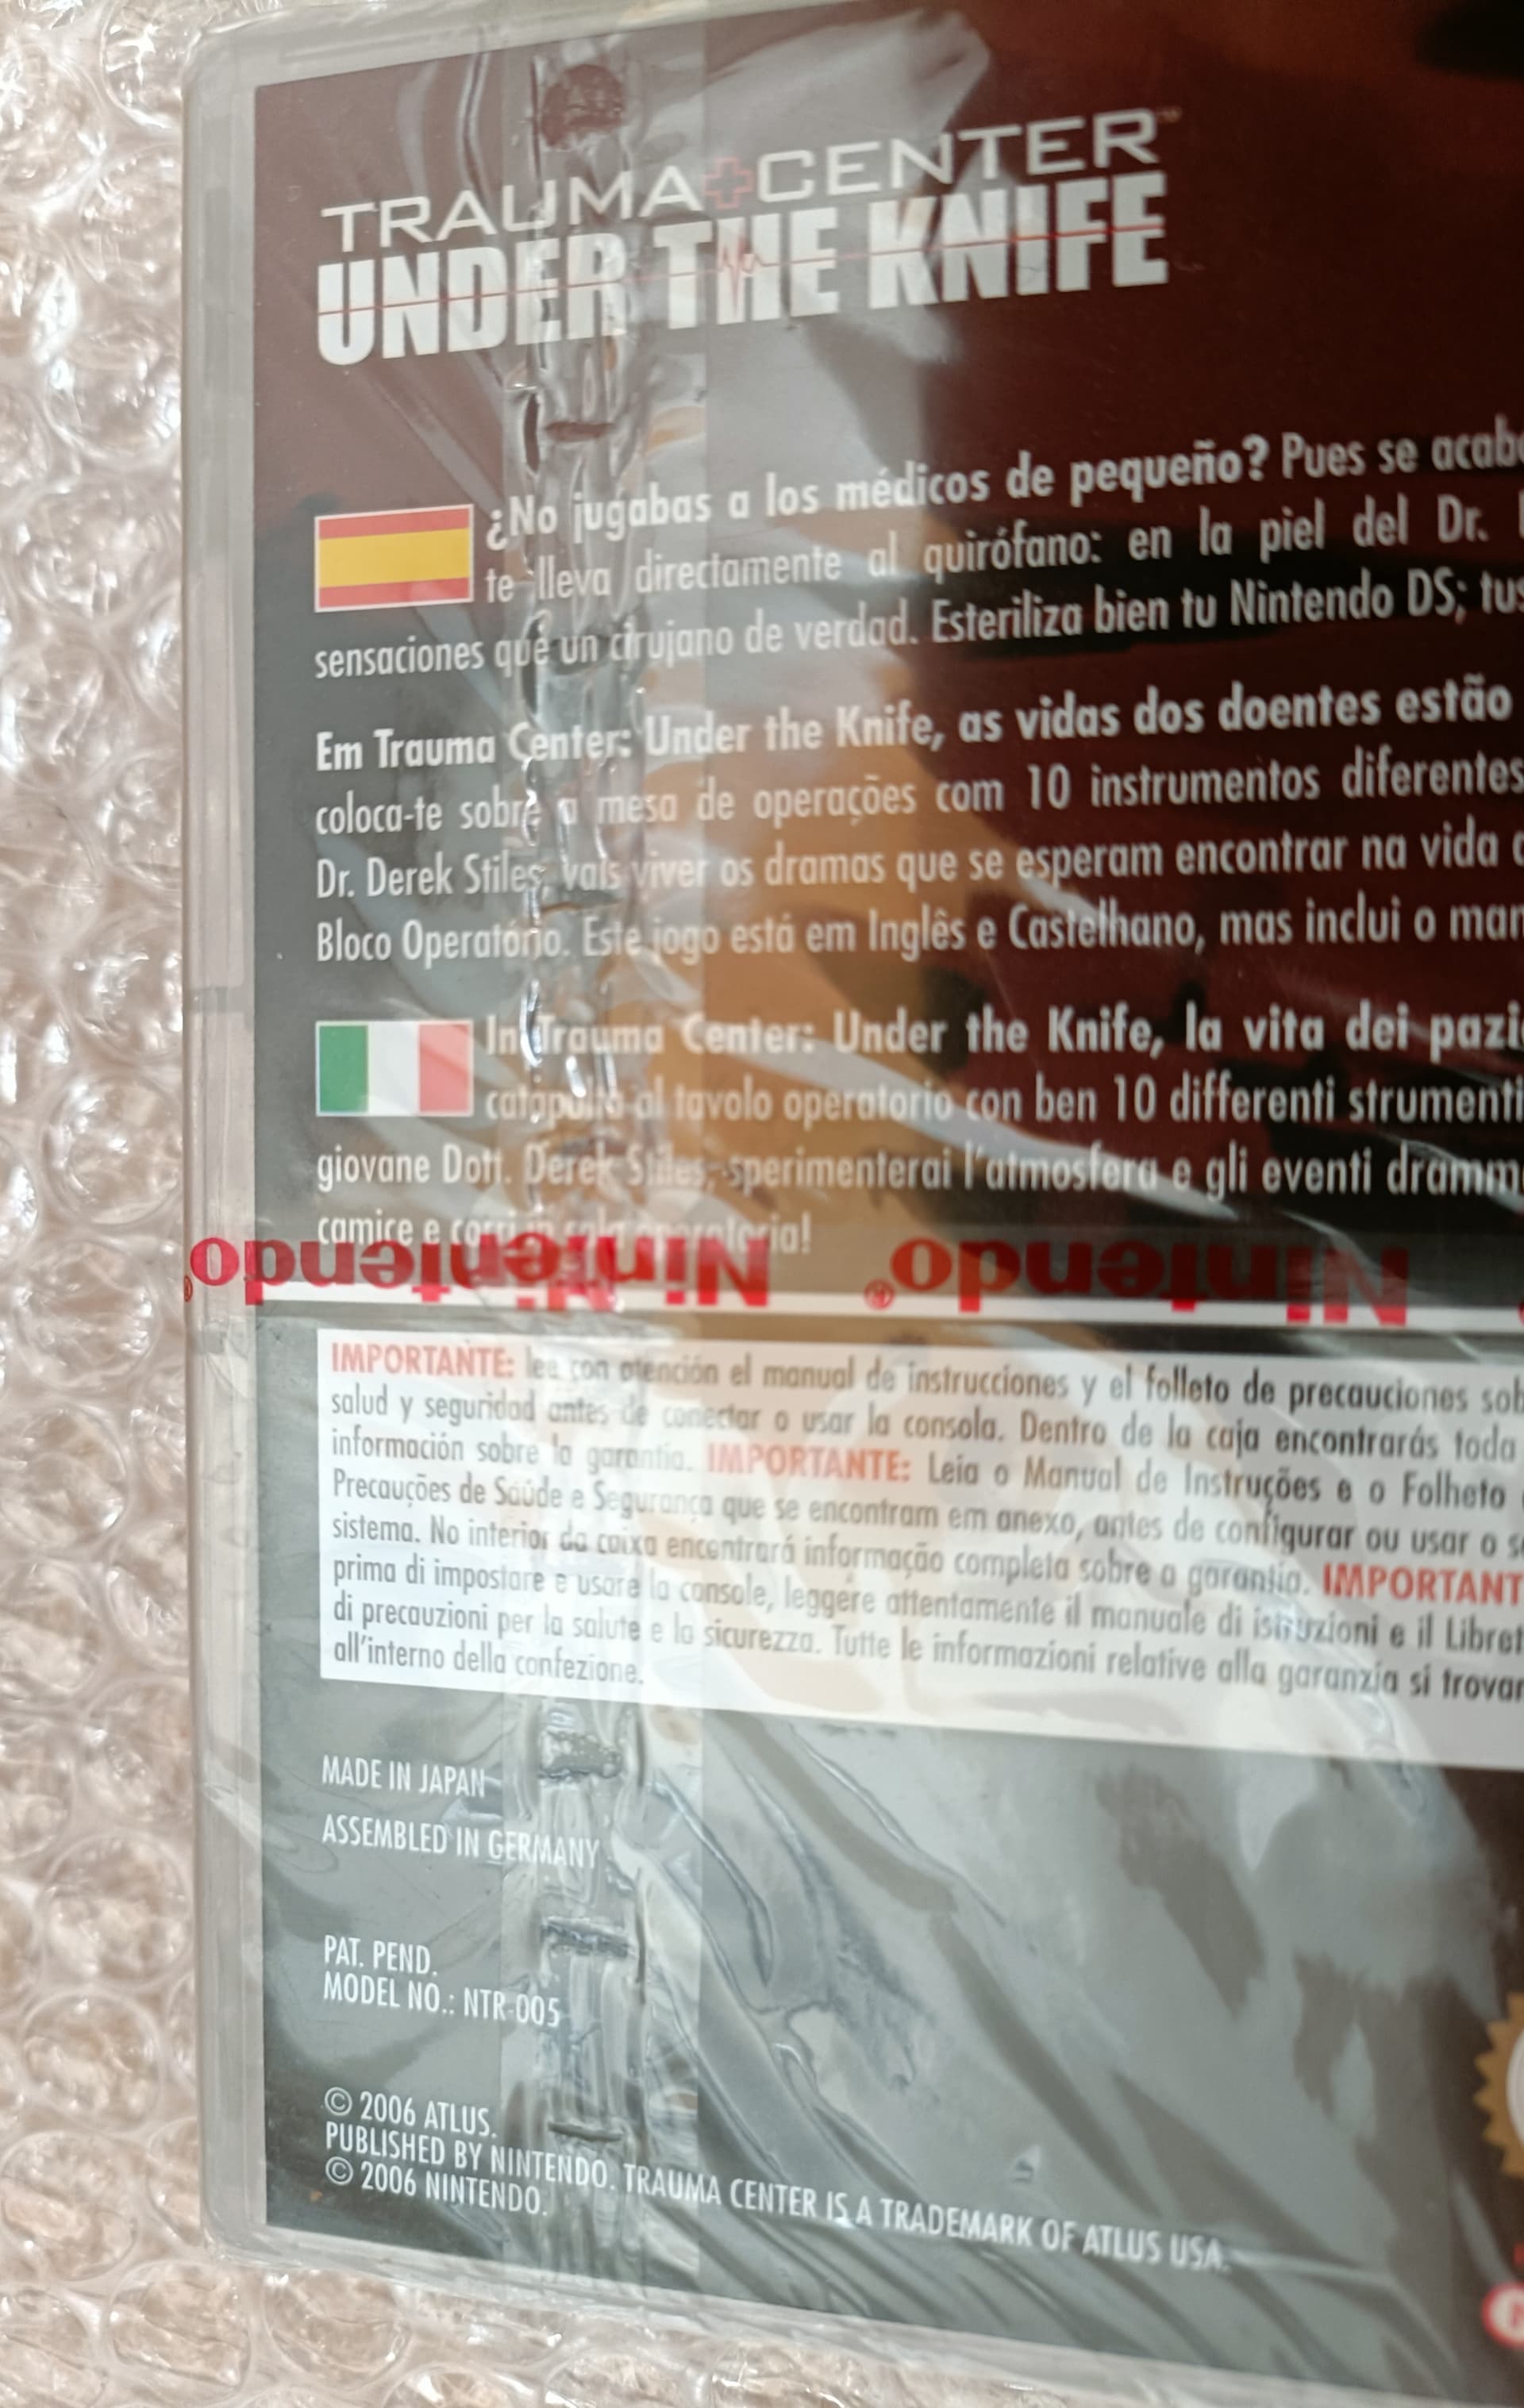 TRAUMA CENTER™
UNDER THE KNIFE
¿No jugabas a los médicos de pequeño? Pues se
te lleva directamente al quirófano: en la piel del Dr.
sensaciones que un cirujano de verdad. Esteriliza bien tu Nintendo DS; tus
Em Trauma Center: Under the Knife, as vidas dos doentes estão
coloca-te sobre a mesa de operações com 10 instrumentos diferentes
Dr. Derek Stiles, vais viver os dramas que se esperam encontrar na vida
Bloco Operatório. Este jogo está em Inglês e Castelhano, mas inclui o
In Trauma Center: Under the Knife, la vita dei
catapulta al tavolo operatorio con ben 10 differenti strumenti
giovane Dott. Derek Stiles, sperimenterai l'atmosfera e gli eventi
camice e corri in sala operatoria!
Nintendo® Nintendo Nintendo®
IMPORTANTE: lee con atención el manual de instrucciones y el folleto de precauciones
salud y seguridad antes de conectar o usar la consola. Dentro de la caja encontrarás toda
información sobre la garantía. IMPORTANTE: Leia o Manual de Instruções e o Folheto
Precauções de Saúde e Segurança que se encontram em anexo, antes de configurar ou usar o
sistema. No interior da caixa encontrará informação completa sobre a garantia. IMPORTANT
prima di impostare e usare la console, leggere attentamente il manuale di istruzioni e il
di precauzioni per la salute e la sicurezza. Tutte le informazioni relative alla garanzia si
all'interno della confezione.
MADE IN JAPAN
ASSEMBLED IN GERMANY
PAT. PEND.
MODEL NO.: NTR-005
© 2006 ATLUS.
PUBLISHED BY NINTENDO. TRAUMA CENTER IS A TRADEMARK OF ATLUS USA.
© 2006 NINTENDO.